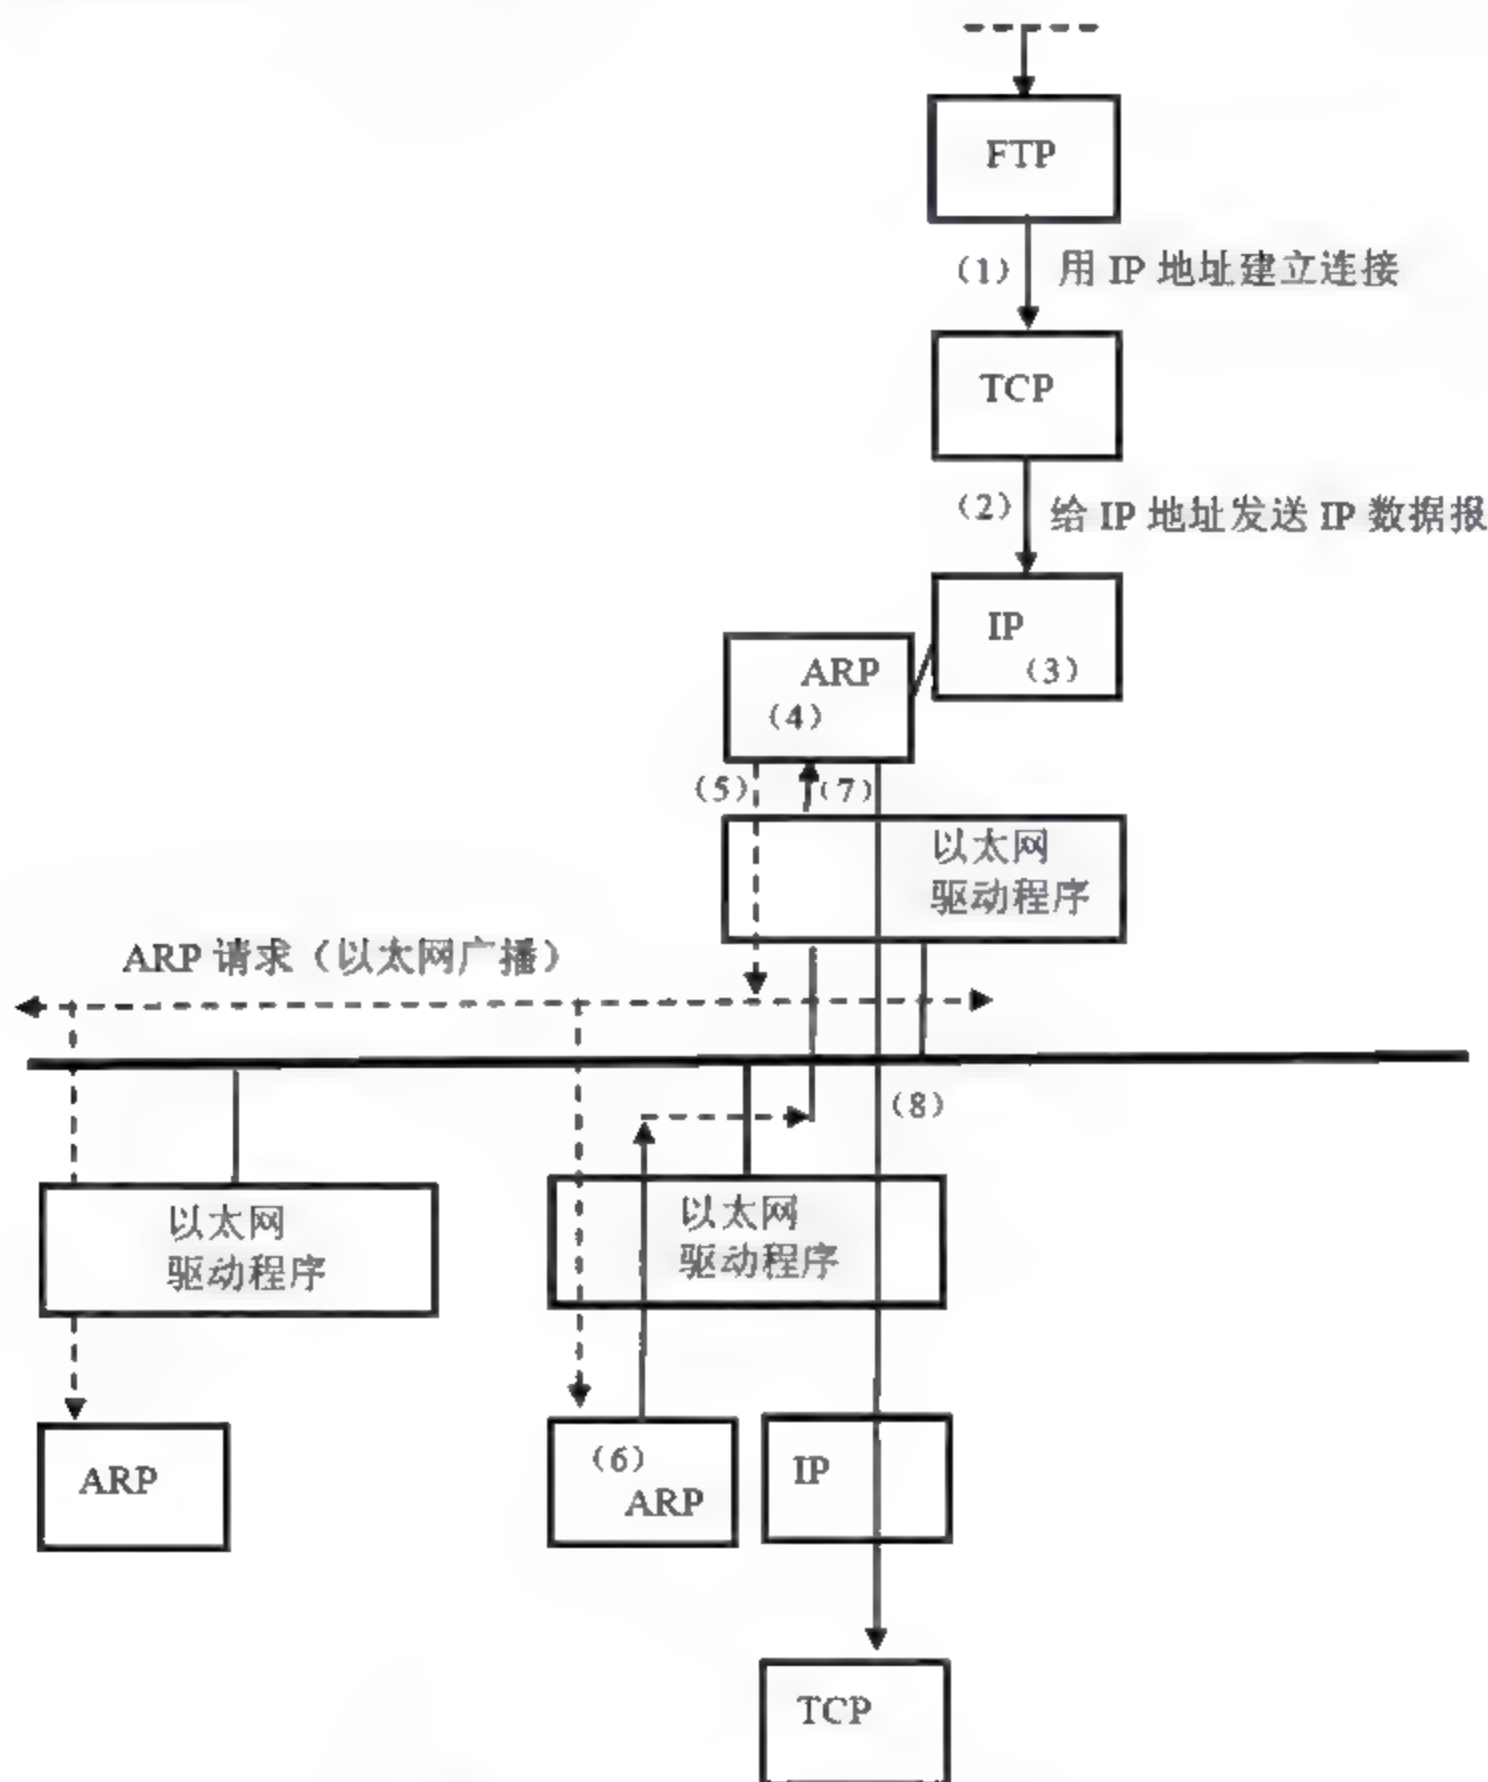 FTP
(1) 用 IP 地址建立连接
TCP
(2) 给 IP 地址发送 IP 数据报
IP
(3)
ARP
(4)
(5) (7)
以太网
驱动程序
ARP 请求（以太网广播）
(8)
以太网
驱动程序
以太网
驱动程序
ARP
(6)
ARP
IP
TCP